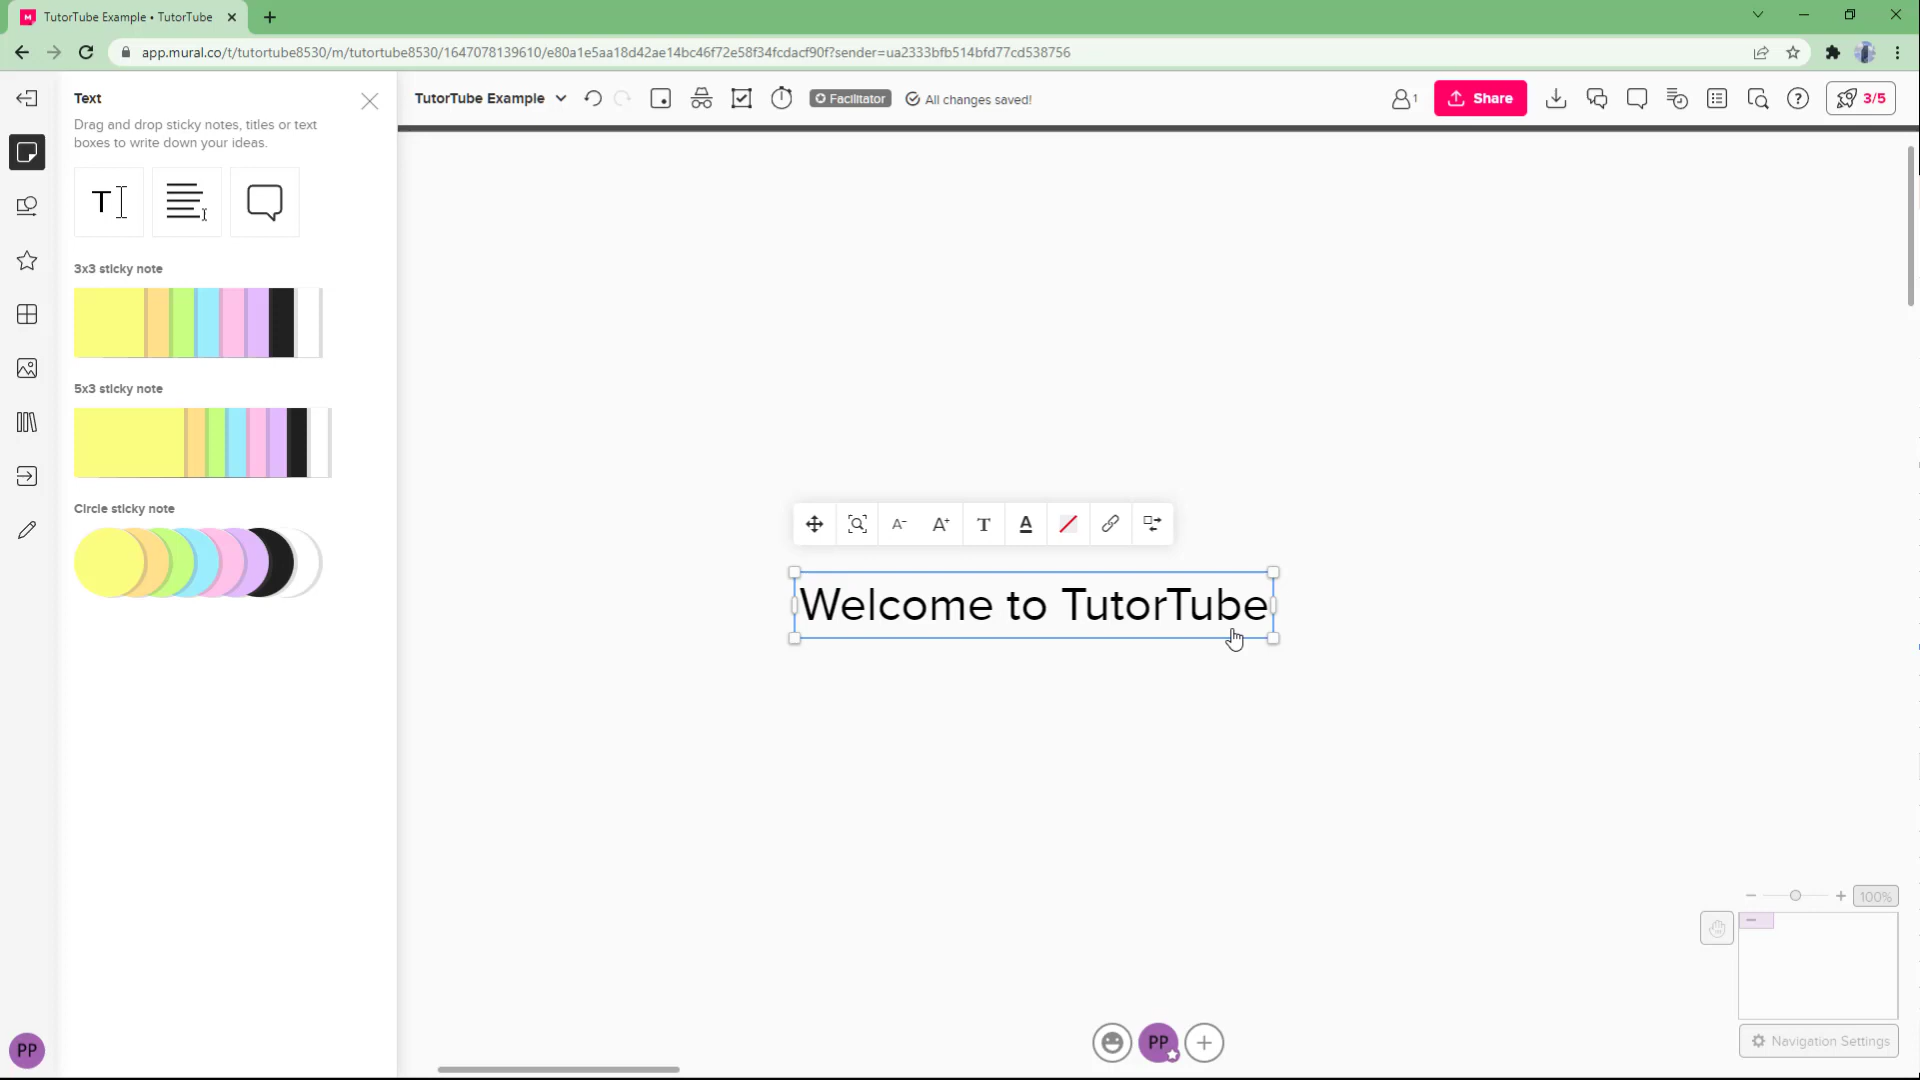 TutorTube Example • TutorTube
app.mural.co/t/tutortube8530/m/tutortube8530/1647078139610/e80a1e5aa18d42ae14bc46f72e58f34fcdacf90f?sender=ua2333bfb514bfd77cd538756
Text
Drag and drop sticky notes, titles or text
boxes to write down your ideas.
T
3x3 sticky note
5x3 sticky note
Circle sticky note
TutorTube Example
Facilitator
All changes saved!
1
Share
3/5
A- A+ T A
Welcome to TutorTube
100%
Navigation Settings
PP
PP